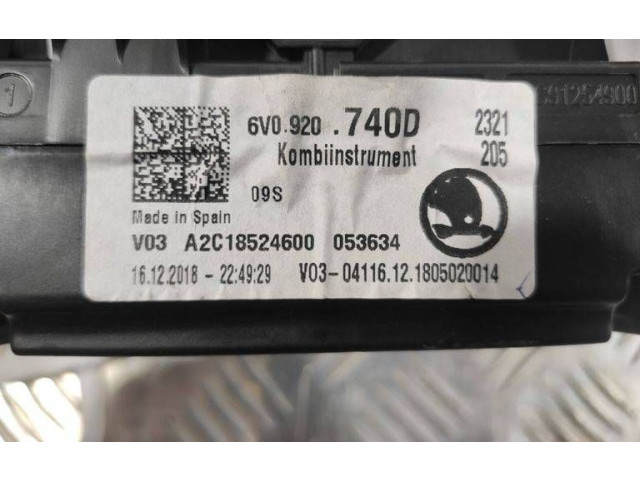 1
6V0.920 .740D 2321
Kombiinstrument 205
09S
Made in Spain
V03 A2C18524600 053634
16.12.2018 - 22:49:29 V03-04116.12.1805020014